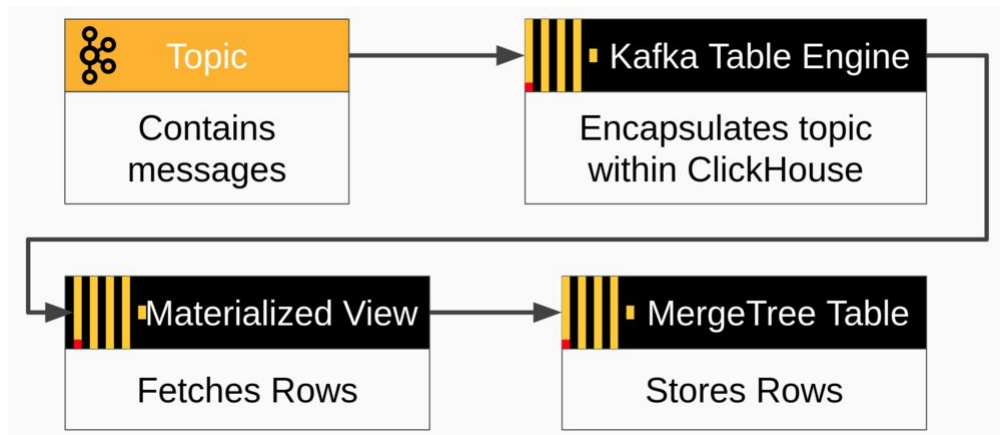 Topic
Contains
messages
Kafka Table Engine
Encapsulates topic
within ClickHouse
Materialized View
Fetches Rows
MergeTree Table
Stores Rows